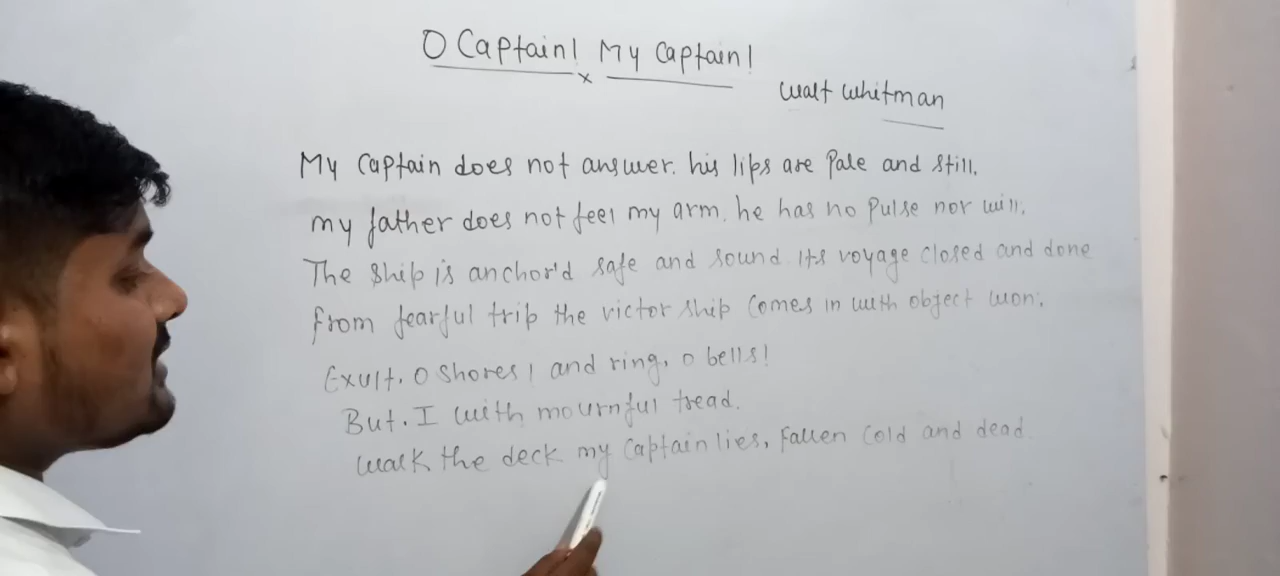 O Captain! My Captain!
x
Walt Whitman
My Captain does not answer. his lips are Pale and Still.
my father does not feel my arm. he has no Pulse nor will.
The Ship is anchor'd safe and sound Its voyage Closed and done
from fearful trip the victor ship Comes in with object won.
Exult. O Shores! and ring, O bells!
But. I with mournful tread.
Walk the deck my Captain lies, Fallen Cold and dead.